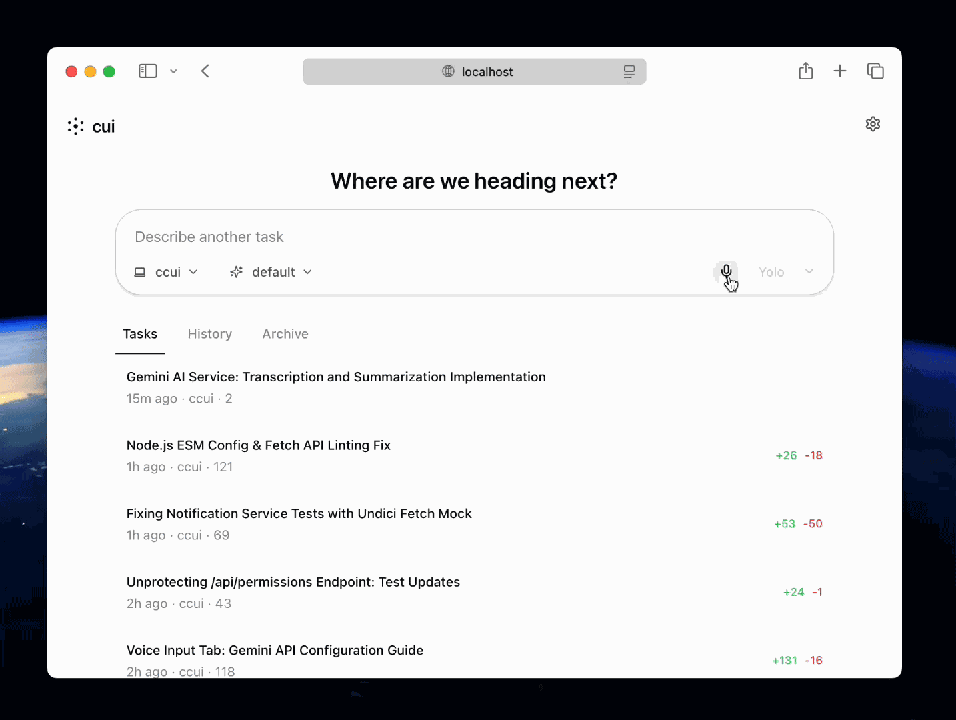 localhost
cui
Where are we heading next?
Describe another task
ccui default Yolo
Tasks History Archive
Gemini AI Service: Transcription and Summarization Implementation
15m ago · ccui · 2
Node.js ESM Config & Fetch API Linting Fix
1h ago · ccui · 121
+26 -18
Fixing Notification Service Tests with Undici Fetch Mock
1h ago · ccui · 69
+53 -50
Unprotecting /api/permissions Endpoint: Test Updates
2h ago · ccui · 43
+24 -1
Voice Input Tab: Gemini API Configuration Guide
2h ago · ccui · 118
+131 -16